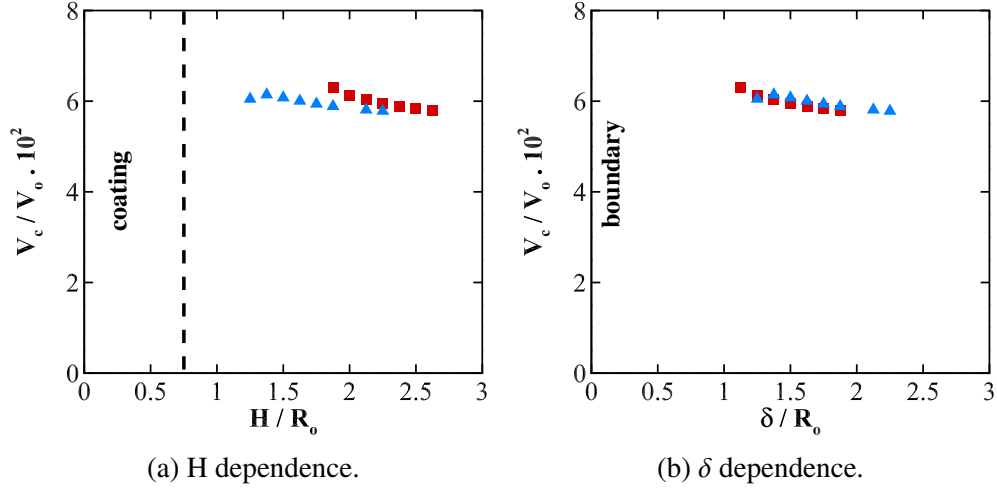 8
6
4
2
0
V_c / V_o . 10^2
coating
0 0.5 1 1.5 2 2.5 3
H / R_o
(a) H dependence.
8
6
4
2
0
V_c / V_o . 10^2
boundary
0 0.5 1 1.5 2 2.5 3
δ / R_o
(b) δ dependence.